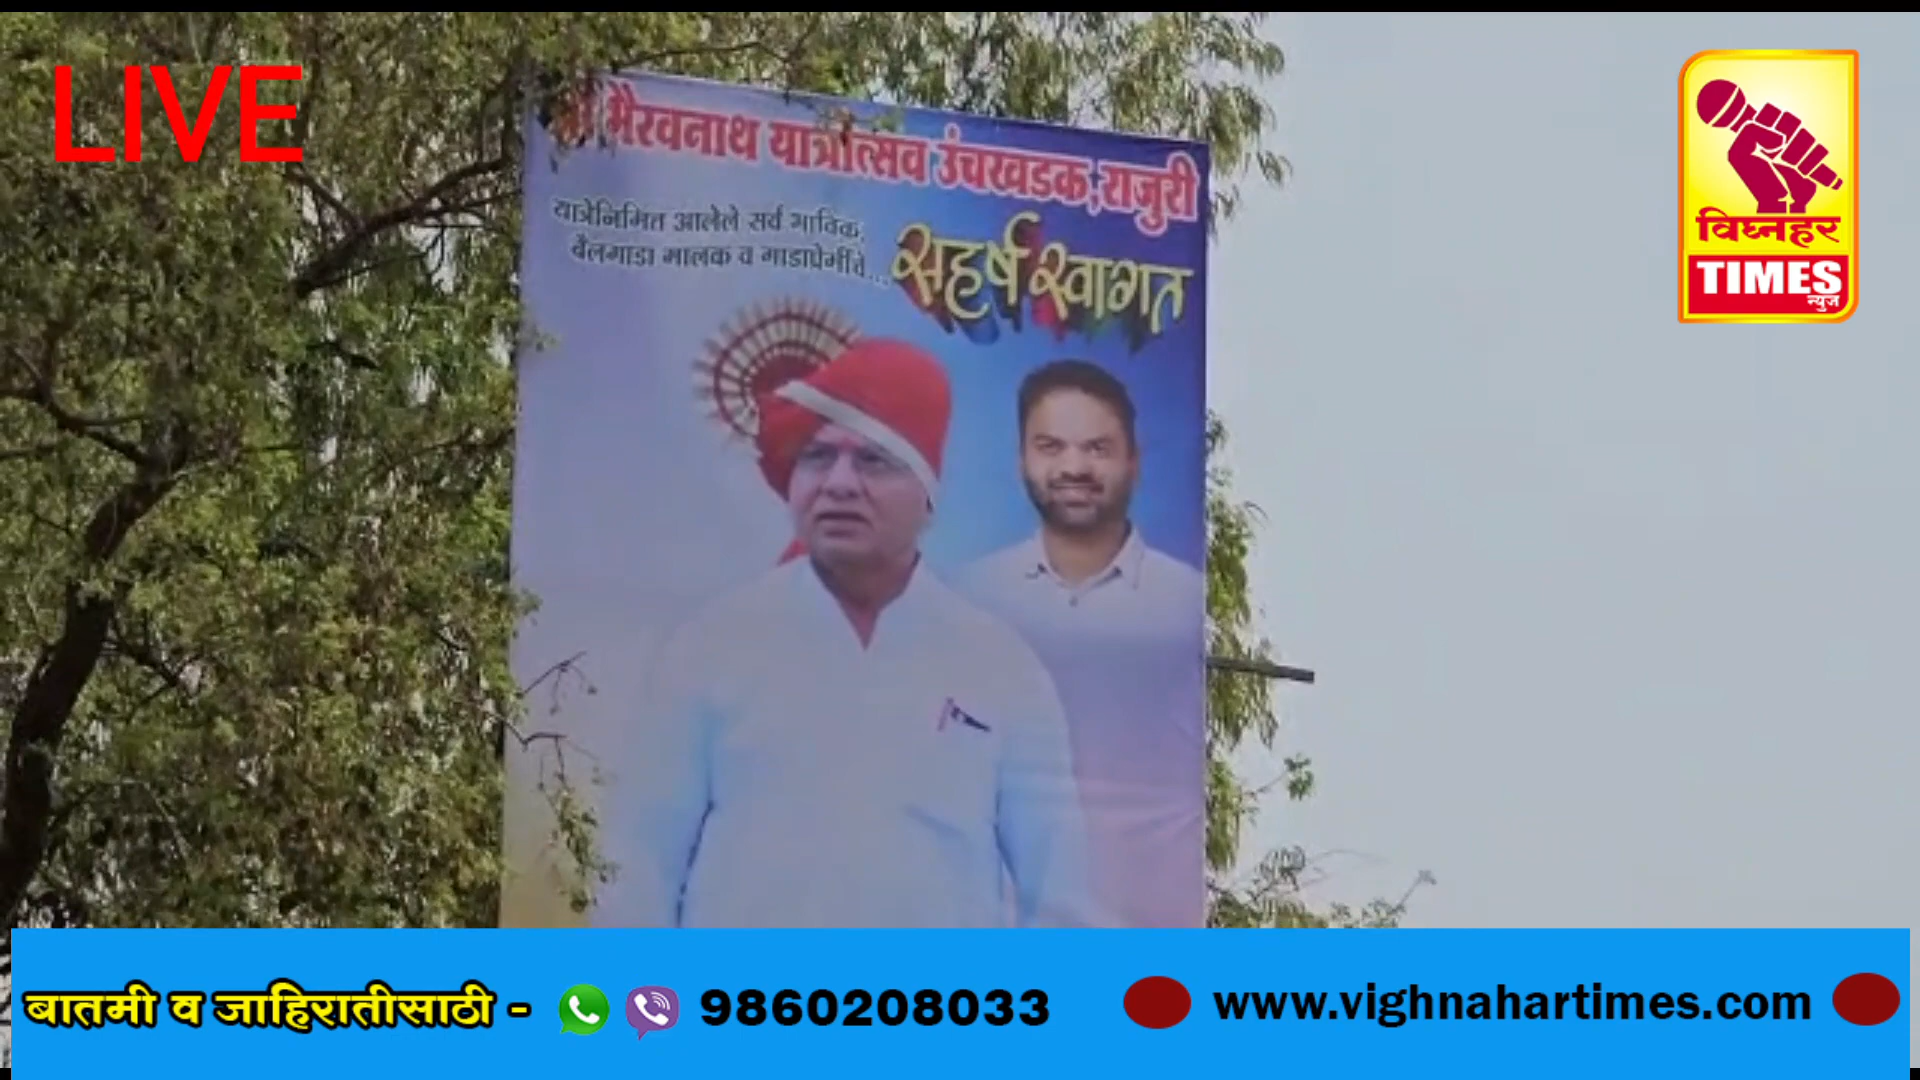 LIVE
श्री भैरवनाथ यात्रोत्सव उंचखडक,राजुरी
यात्रेनिमित आलेले सर्व भाविक,
बैलगाडा मालक व गाडाप्रेमींचे...
सहर्ष स्वागत
विघ्नहर
TIMES
न्युज
बातमी व जाहिरातीसाठी - 9860208033 www.vighnahartimes.com